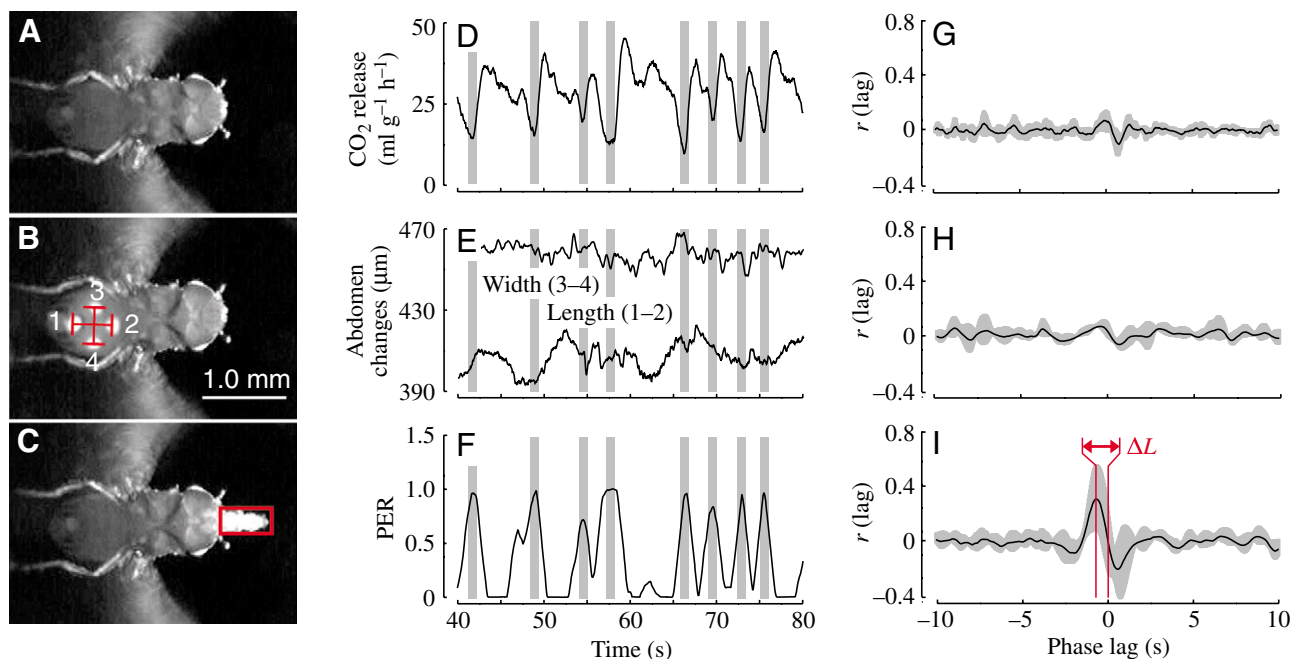 A
B
1
2
3
4
1.0 mm
C
D
CO2 release
(ml g–1 h–1)
50
25
0
E
Abdomen
changes (µm)
470
430
390
Width (3–4)
Length (1–2)
F
PER
1.5
1.0
0.5
0
40
50
60
70
80
Time (s)
G
r (lag)
0.8
0.4
0
–0.4
H
r (lag)
0.8
0.4
0
–0.4
I
ΔL
r (lag)
0.8
0.4
0
–0.4
–10
–5
0
5
10
Phase lag (s)